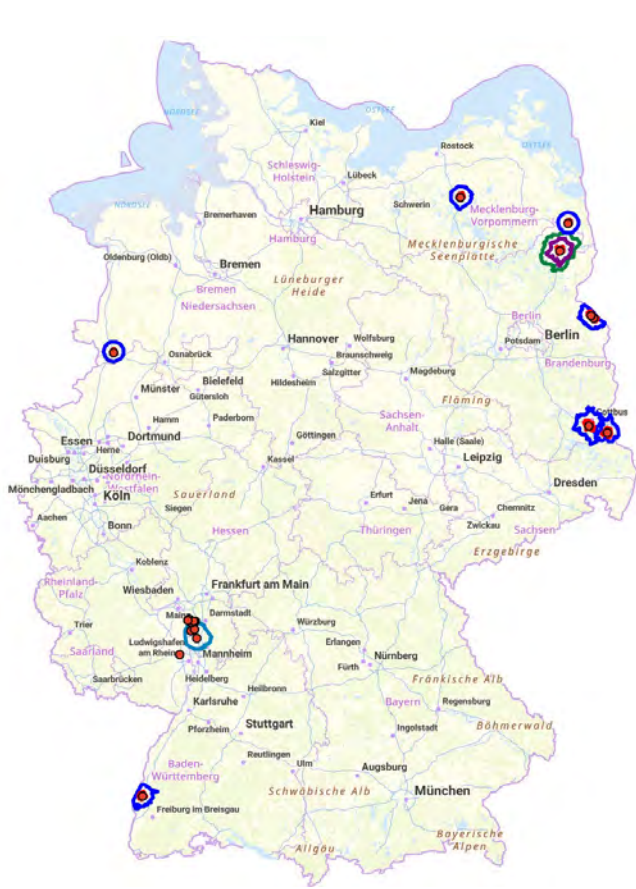 NORDSEE
OSTSEE
Kiel
Rostock
OSTSEE
Schleswig-
Holstein
Lübeck
NORDSEE
Schwerin
Mecklenburg-
Vorpommern
Bremerhaven
Hamburg
Hamburg
Mecklenburgische
Seenplatte
Oldenburg (Oldb)
Bremen
Bremen
Lüneburger
Heide
Niedersachsen
Berlin
Berlin
Potsdam
Hannover
Wolfsburg
Braunschweig
Osnabrück
Salzgitter
Magdeburg
Brandenburg
Münster
Bielefeld
Gütersloh
Hildesheim
Fläming
Sachsen-
Anhalt
Cottbus
Hamm
Paderborn
Essen
Dortmund
Herne
Göttingen
Halle (Saale)
Leipzig
Duisburg
Düsseldorf
Kassel
Nordrhein-
Westfalen
Mönchengladbach
Köln
Sauerland
Dresden
Erfurt
Jena
Gera
Chemnitz
Siegen
Aachen
Bonn
Hessen
Thüringen
Zwickau
Sachsen
Erzgebirge
Koblenz
Rheinland-
Pfalz
Wiesbaden
Frankfurt am Main
Mainz
Darmstadt
Trier
Würzburg
Ludwigshafen
am Rhein
Mannheim
Erlangen
Saarland
Fürth
Nürnberg
Saarbrücken
Heidelberg
Fränkische Alb
Heilbronn
Karlsruhe
Bayern
Regensburg
Pforzheim
Stuttgart
Böhmerwald
Ingolstadt
Reutlingen
Baden-
Württemberg
Ulm
Augsburg
Schwäbische Alb
München
Freiburg im Breisgau
Bayerische
Alpen
Allgäu